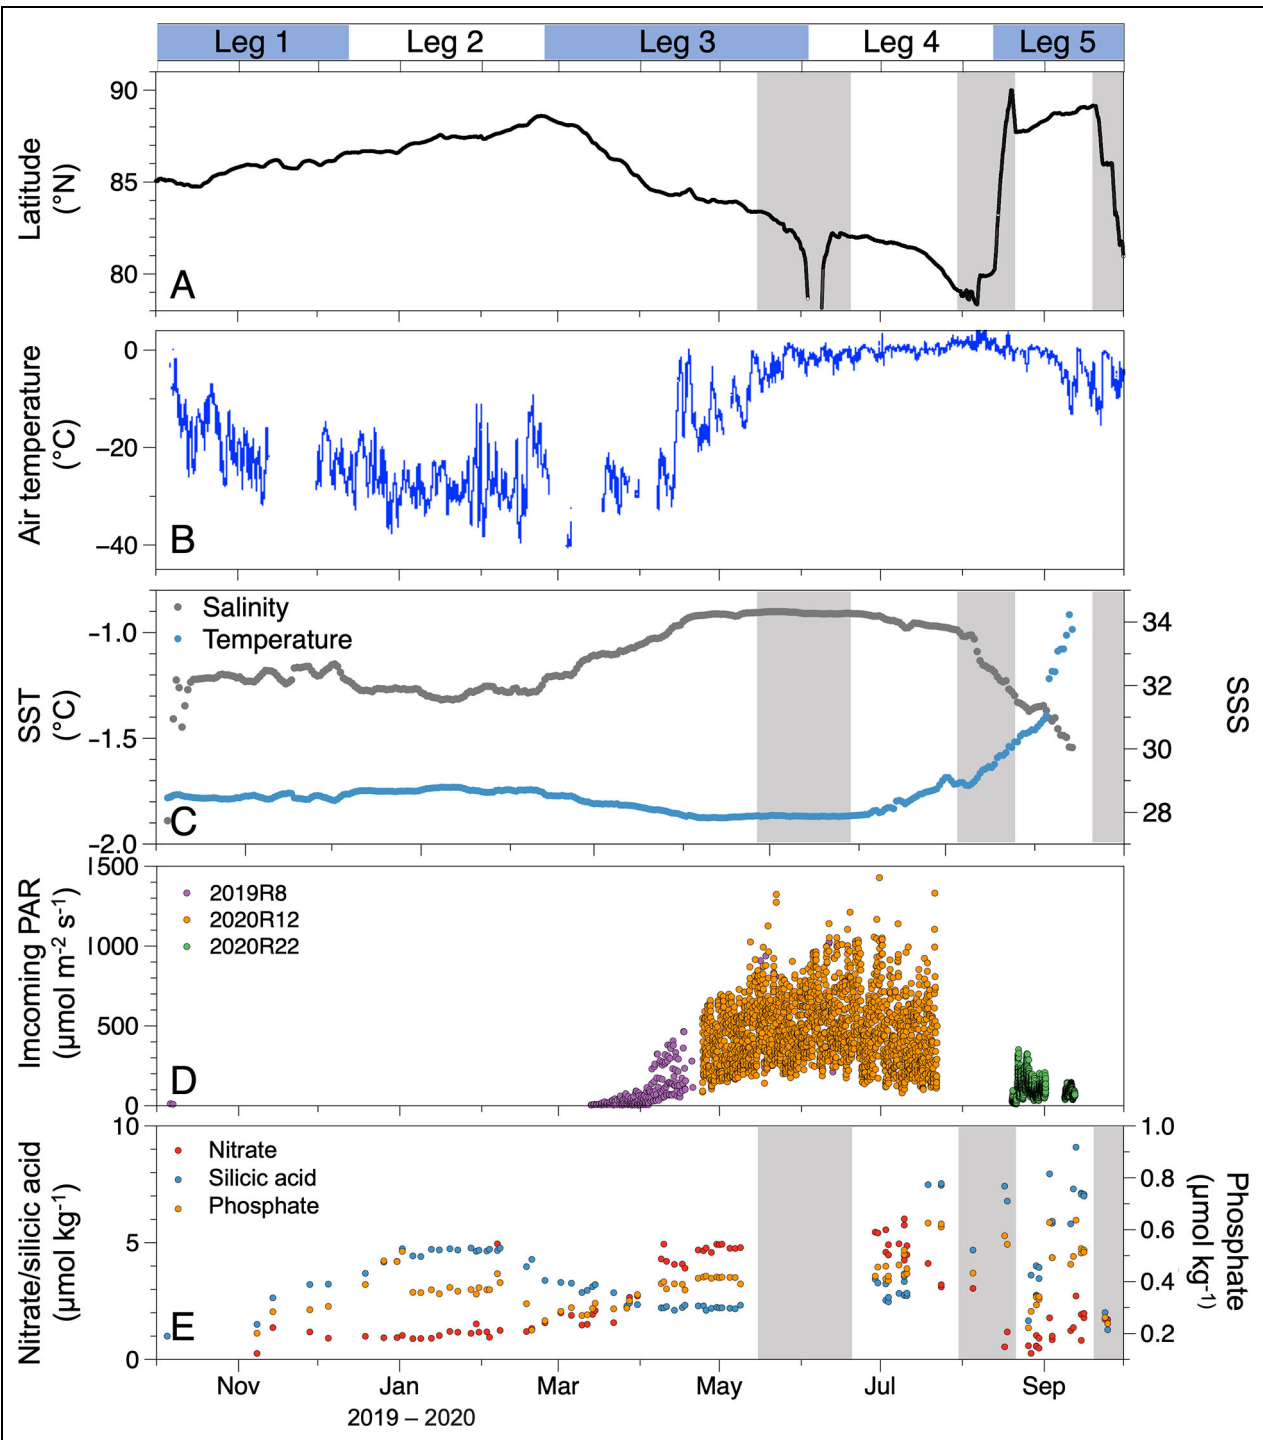 Leg 1 Leg 2 Leg 3 Leg 4 Leg 5
90
85
80
Latitude
(°N)
A
0
−20
−40
Air temperature
(°C)
B
Salinity
Temperature
−1.0
−1.5
−2.0
SST
(°C)
34
32
30
28
SSS
C
1500
1000
500
0
Imcoming PAR
(µmol m-2 s-1)
2019R8
2020R12
2020R22
D
10
5
0
Nitrate/silicic acid
(µmol kg-1)
Nitrate
Silicic acid
Phosphate
1.0
0.8
0.6
0.4
0.2
Phosphate
(µmol kg-1)
E
Nov Jan Mar May Jul Sep
2019 – 2020